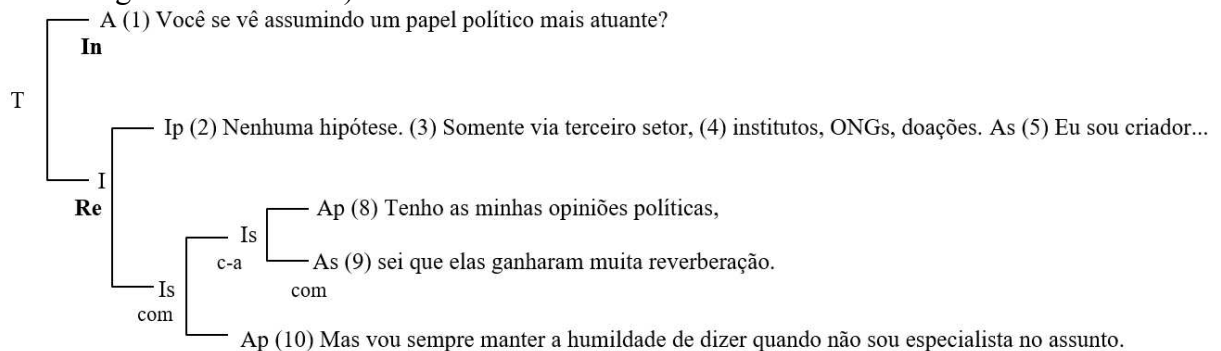 A (1) Você se vê assumindo um papel político mais atuante?
In
T
Ip (2) Nenhuma hipótese. (3) Somente via terceiro setor, (4) institutos, ONGs, doações. As (5) Eu sou criador...
I
Re
Ap (8) Tenho as minhas opiniões políticas,
Is
c-a
As (9) sei que elas ganharam muita reverberação.
com
Is
com
Ap (10) Mas vou sempre manter a humildade de dizer quando não sou especialista no assunto.